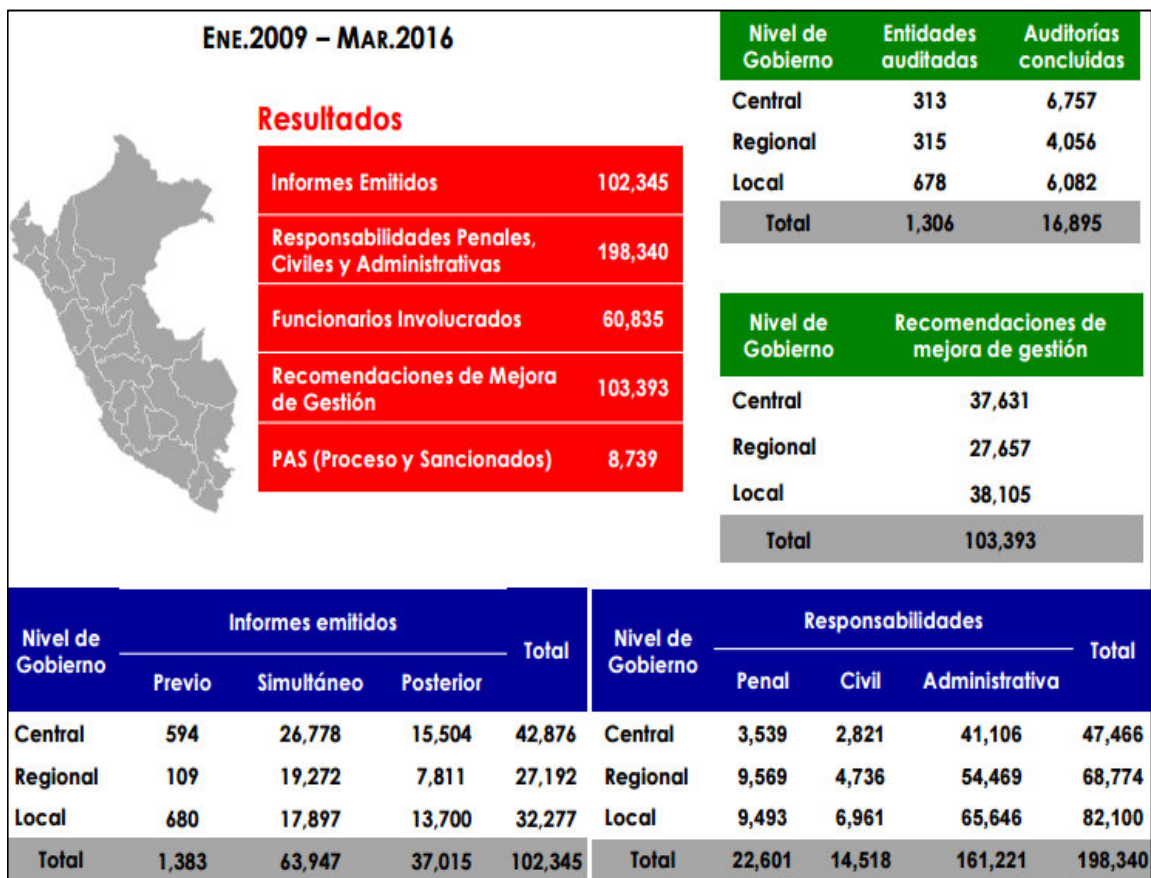 ENE.2009 – MAR.2016
Resultados
Informes Emitidos 102,345
Responsabilidades Penales,
Civiles y Administrativas 198,340
Funcionarios Involucrados 60,835
Recomendaciones de Mejora
de Gestión 103,393
PAS (Proceso y Sancionados) 8,739
Nivel de Gobierno Entidades auditadas Auditorías concluidas
Central 313 6,757
Regional 315 4,056
Local 678 6,082
Total 1,306 16,895
Nivel de Gobierno Recomendaciones de mejora de gestión
Central 37,631
Regional 27,657
Local 38,105
Total 103,393
Nivel de Gobierno Informes emitidos Total
Previo Simultáneo Posterior
Central 594 26,778 15,504 42,876
Regional 109 19,272 7,811 27,192
Local 680 17,897 13,700 32,277
Total 1,383 63,947 37,015 102,345
Nivel de Gobierno Responsabilidades Total
Penal Civil Administrativa
Central 3,539 2,821 41,106 47,466
Regional 9,569 4,736 54,469 68,774
Local 9,493 6,961 65,646 82,100
Total 22,601 14,518 161,221 198,340